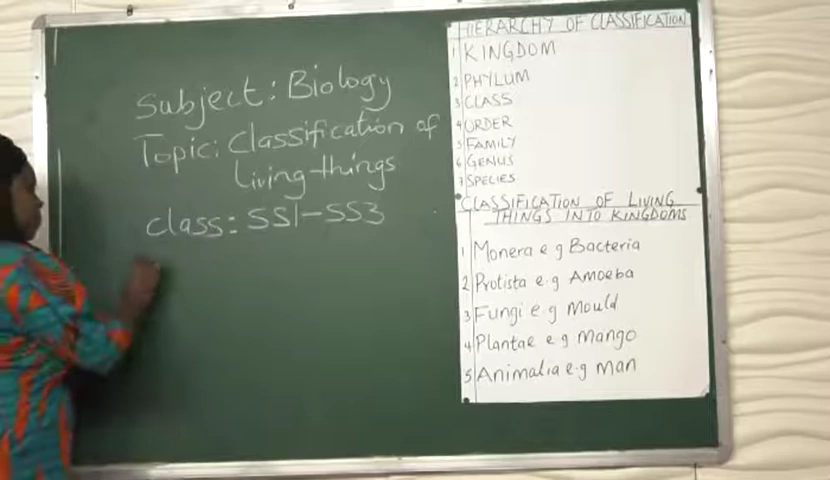 Subject: Biology
Topic: Classification of
Living-things
class: SS1-SS3
HIERARCHY OF CLASSIFICATION
1 KINGDOM
2 PHYLUM
3 CLASS
4 ORDER
5 FAMILY
6 GENUS
7 SPECIES
CLASSIFICATION OF LIVING
THINGS INTO KINGDOMS
1 Monera e g Bacteria
2 Protista e.g Amoeba
3 Fungi e g Mould
4 Plantae e g Mango
5 Animalia e.g man